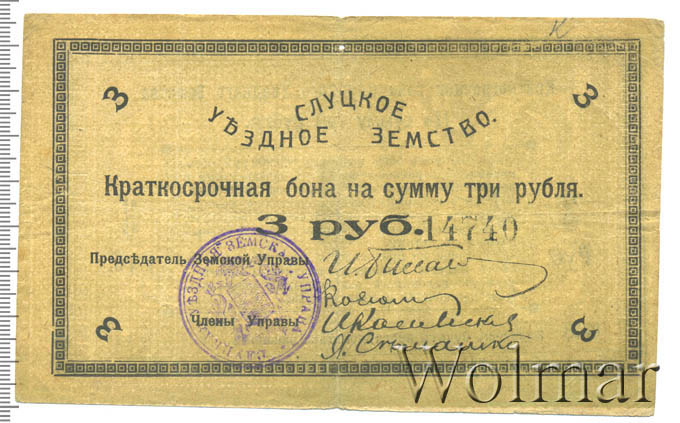 3 3
СЛУЦКОЕ
УѢЗДНОЕ ЗЕМСТВО.
Краткосрочная бона на сумму три рубля.
3 руб. 14740
Предсѣдатель Земской Управы
Члены Управы
3 3
Wolmar